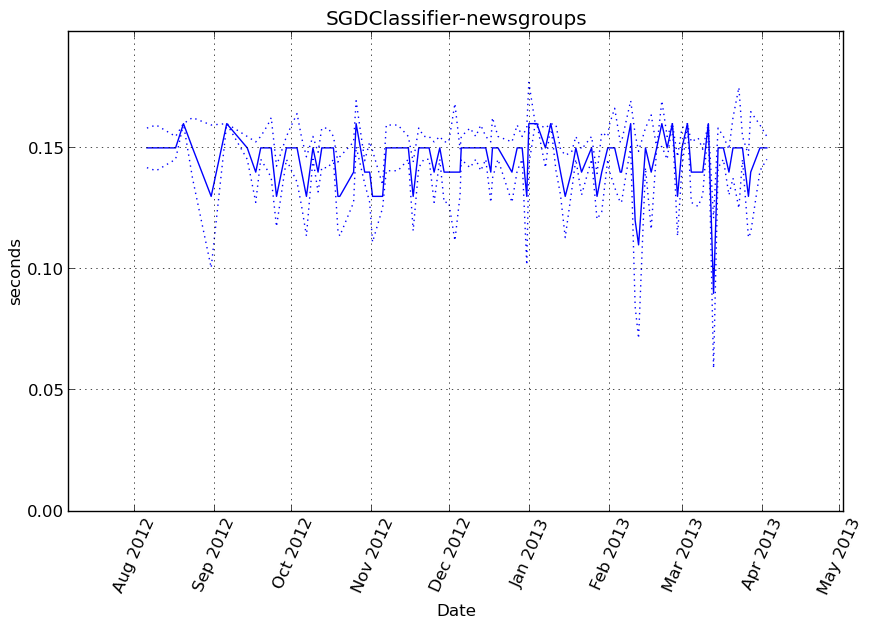 SGDClassifier-newsgroups
seconds
0.15
0.10
0.05
0.00
Aug 2012
Sep 2012
Oct 2012
Nov 2012
Dec 2012
Jan 2013
Feb 2013
Mar 2013
Apr 2013
May 2013
Date